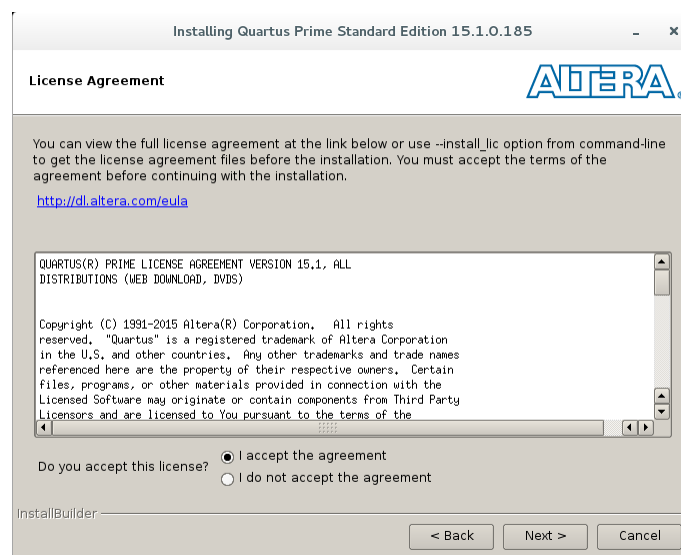 Installing Quartus Prime Standard Edition 15.1.0.185
License Agreement
ALTERA
You can view the full license agreement at the link below or use --install_lic option from command-line
to get the license agreement files before the installation. You must accept the terms of the
agreement before continuing with the installation.
http://dl.altera.com/eula
QUARTUS(R) PRIME LICENSE AGREEMENT VERSION 15.1, ALL
DISTRIBUTIONS (WEB DOWNLOAD, DVDS)
Copyright (C) 1991-2015 Altera(R) Corporation.   All rights
reserved.  "Quartus" is a registered trademark of Altera Corporation
in the U.S. and other countries.  Any other trademarks and trade names
referenced here are the property of their respective owners.  Certain
files, programs, or other materials provided in connection with the
Licensed Software may originate or contain components from Third Party
Licensors and are licensed to You pursuant to the terms of the
Do you accept this license?
I accept the agreement
I do not accept the agreement
InstallBuilder
< Back
Next >
Cancel